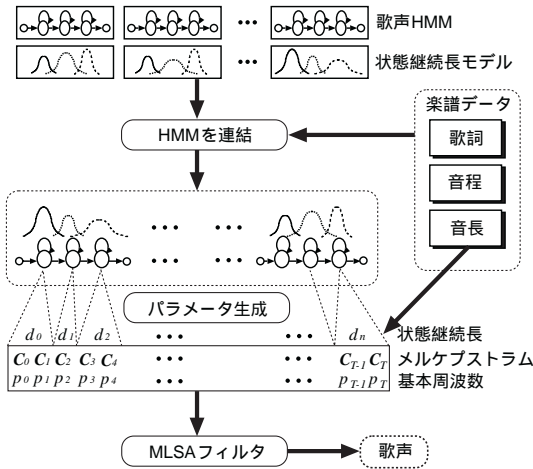 歌声HMM
状態継続長モデル
楽譜データ
HMMを連結
歌詞
音程
音長
パラメータ生成
d0 d1 d2 dn 状態継続長
C0 C1 C2 C3 C4 CT-1 CT メルケプストラム
p0 p1 p2 p3 p4 pT-1 pT 基本周波数
MLSAフィルタ
歌声